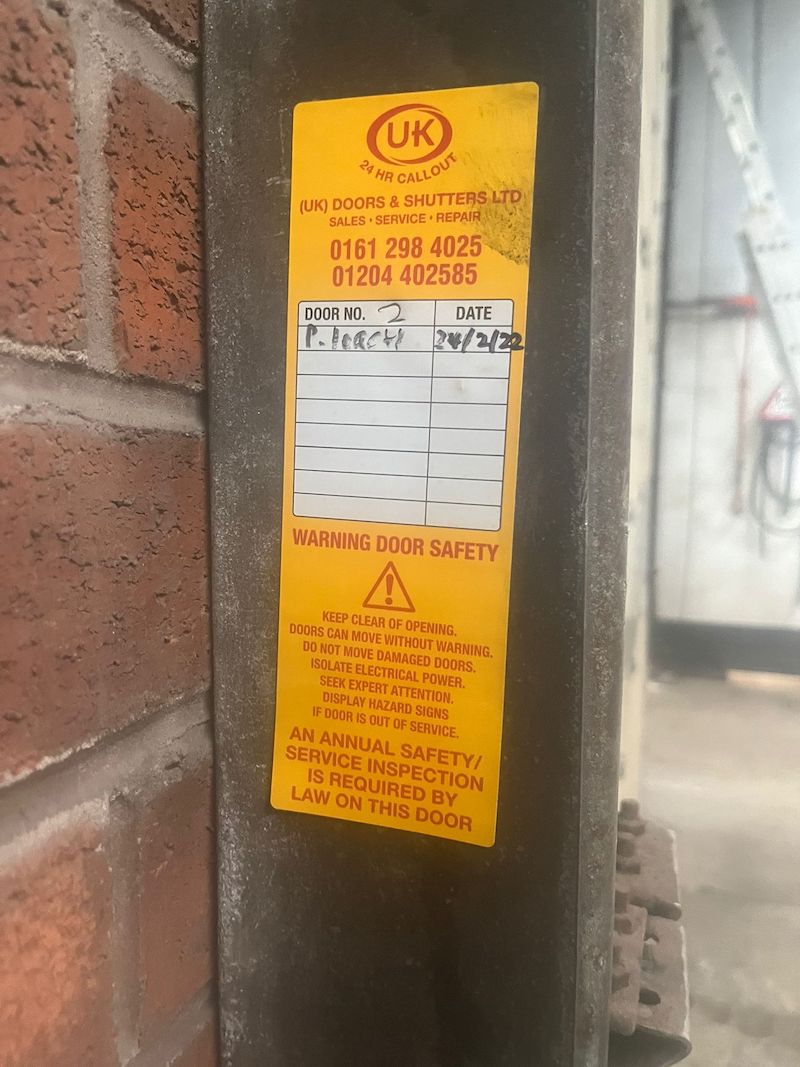 UK
24 HR CALLOUT
(UK) DOORS & SHUTTERS LTD
SALES · SERVICE · REPAIR
0161 298 4025
01204 402585
DOOR NO. 2 DATE
P. 24/2/22
WARNING DOOR SAFETY
KEEP CLEAR OF OPENING.
DOORS CAN MOVE WITHOUT WARNING.
DO NOT MOVE DAMAGED DOORS.
ISOLATE ELECTRICAL POWER.
SEEK EXPERT ATTENTION.
DISPLAY HAZARD SIGNS
IF DOOR IS OUT OF SERVICE.
AN ANNUAL SAFETY/
SERVICE INSPECTION
IS REQUIRED BY
LAW ON THIS DOOR